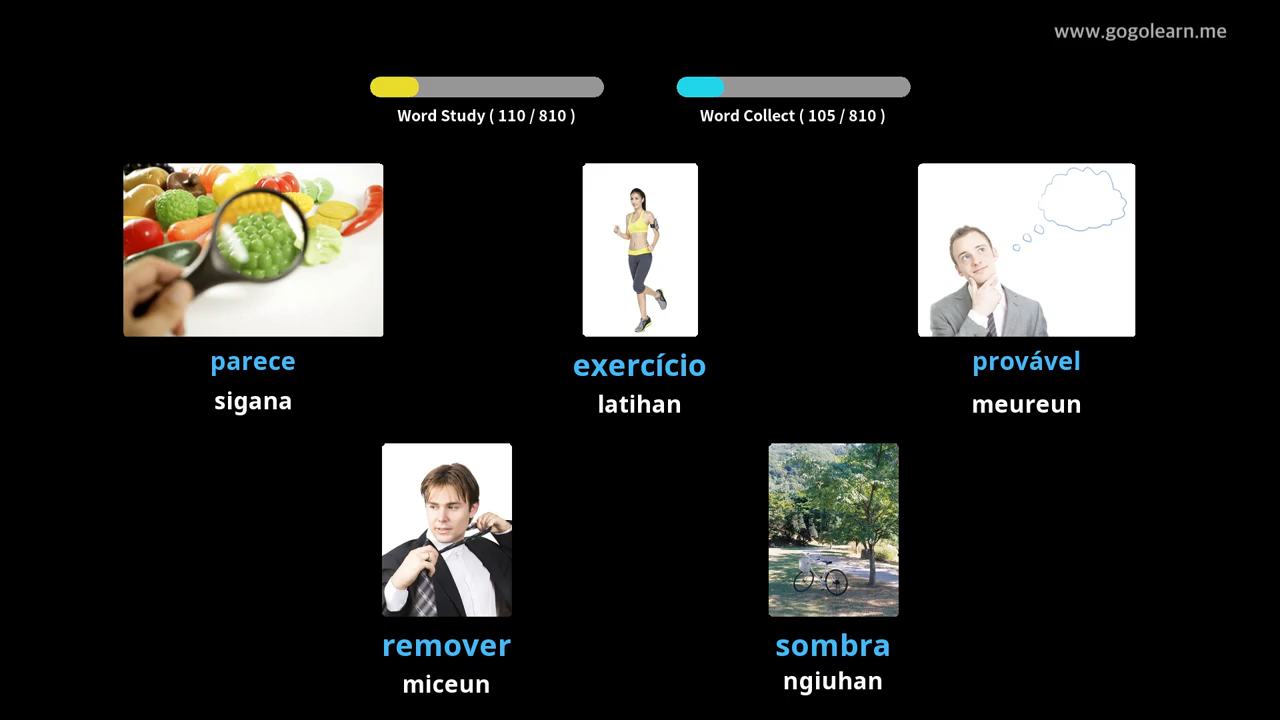 www.gogolearn.me
Word Study ( 110 / 810 )
Word Collect ( 105 / 810 )
parece
sigana
exercício
latihan
provável
meureun
remover
miceun
sombra
ngiuhan